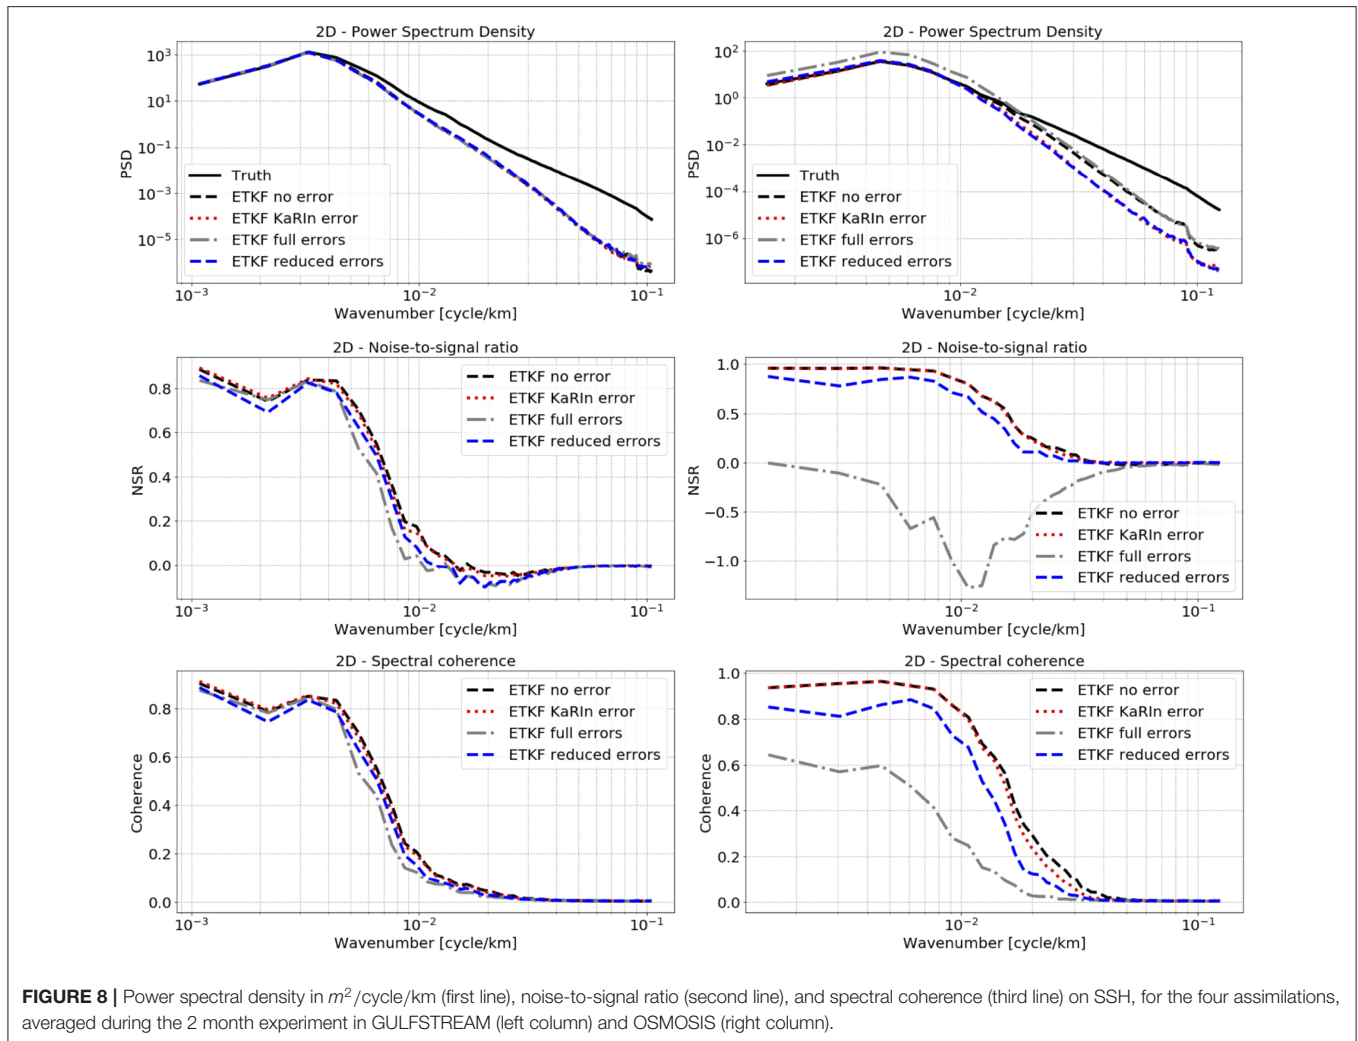 2D - Power Spectrum Density
10^3
10^1
10^-1
10^-3
10^-5
PSD
Truth
ETKF no error
ETKF KaRIn error
ETKF full errors
ETKF reduced errors
10^-3
10^-2
10^-1
Wavenumber [cycle/km]
2D - Power Spectrum Density
10^2
10^0
10^-2
10^-4
10^-6
PSD
Truth
ETKF no error
ETKF KaRIn error
ETKF full errors
ETKF reduced errors
10^-2
10^-1
Wavenumber [cycle/km]
2D - Noise-to-signal ratio
0.8
0.6
0.4
0.2
0.0
NSR
ETKF no error
ETKF KaRIn error
ETKF full errors
ETKF reduced errors
10^-3
10^-2
10^-1
Wavenumber [cycle/km]
2D - Noise-to-signal ratio
1.0
0.5
0.0
−0.5
−1.0
NSR
ETKF no error
ETKF KaRIn error
ETKF full errors
ETKF reduced errors
10^-2
10^-1
Wavenumber [cycle/km]
2D - Spectral coherence
0.8
0.6
0.4
0.2
0.0
Coherence
ETKF no error
ETKF KaRIn error
ETKF full errors
ETKF reduced errors
10^-3
10^-2
10^-1
Wavenumber [cycle/km]
2D - Spectral coherence
1.0
0.8
0.6
0.4
0.2
0.0
Coherence
ETKF no error
ETKF KaRIn error
ETKF full errors
ETKF reduced errors
10^-2
10^-1
Wavenumber [cycle/km]
FIGURE 8 | Power spectral density in m²/cycle/km (first line), noise-to-signal ratio (second line), and spectral coherence (third line) on SSH, for the four assimilations,
averaged during the 2 month experiment in GULFSTREAM (left column) and OSMOSIS (right column).